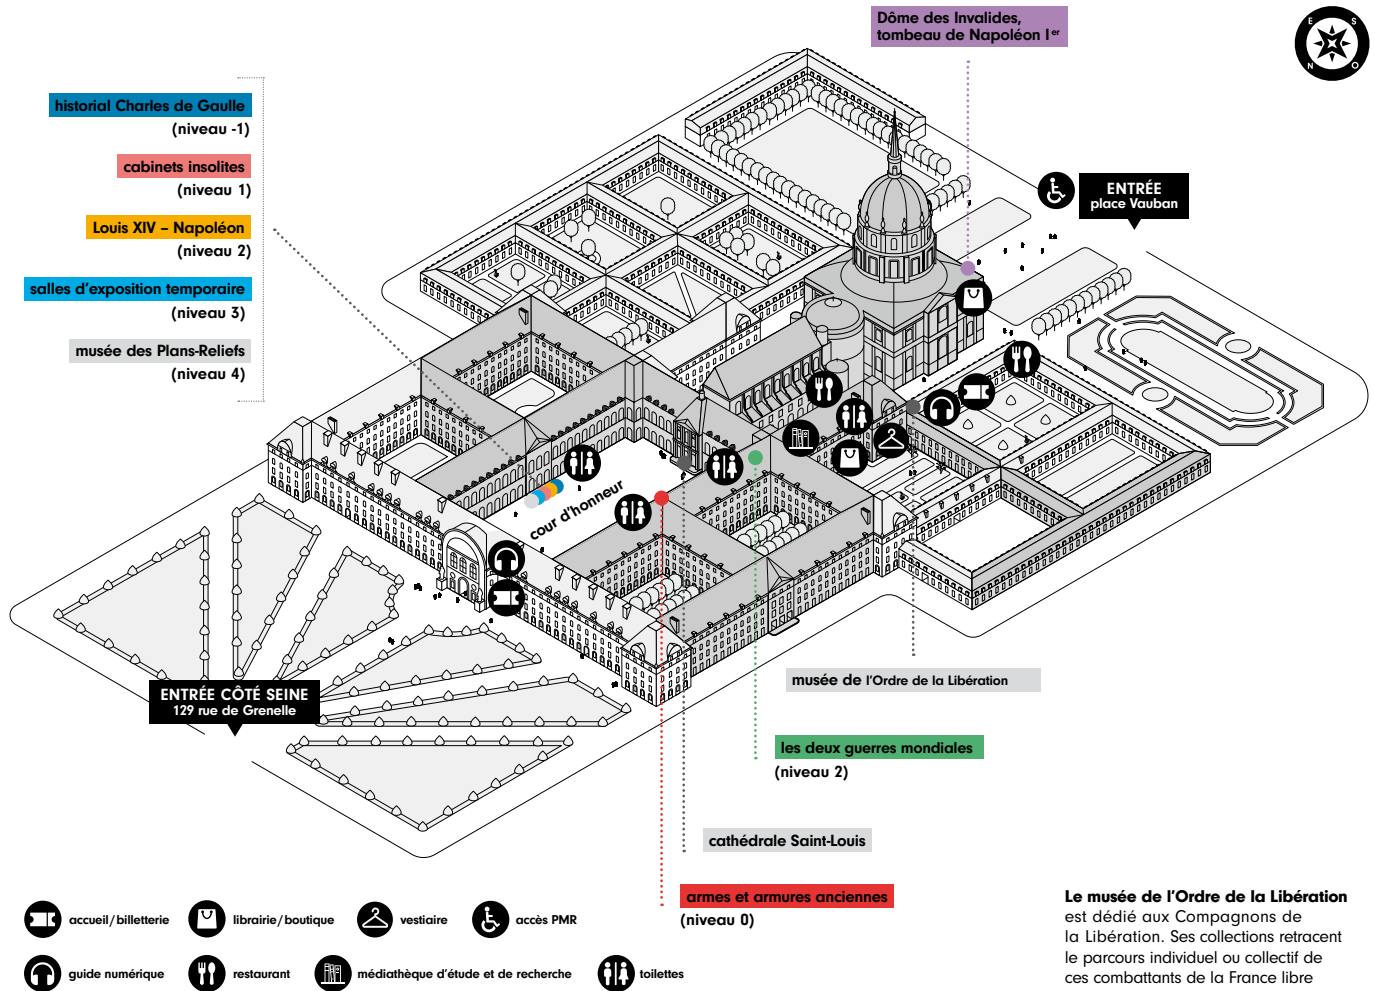 Dôme des Invalides,
tombeau de Napoléon Ier
E S
N O
historial Charles de Gaulle
(niveau -1)
cabinets insolites
(niveau 1)
Louis XIV – Napoléon
(niveau 2)
salles d'exposition temporaire
(niveau 3)
musée des Plans-Reliefs
(niveau 4)
ENTRÉE
place Vauban
cour d'honneur
ENTRÉE CÔTÉ SEINE
129 rue de Grenelle
musée de l'Ordre de la Libération
les deux guerres mondiales
(niveau 2)
cathédrale Saint-Louis
armes et armures anciennes
(niveau 0)
accueil/billetterie
librairie/boutique
vestiaire
accès PMR
guide numérique
restaurant
médiathèque d'étude et de recherche
toilettes
Le musée de l'Ordre de la Libération
est dédié aux Compagnons de
la Libération. Ses collections retracent
le parcours individuel ou collectif de
ces combattants de la France libre